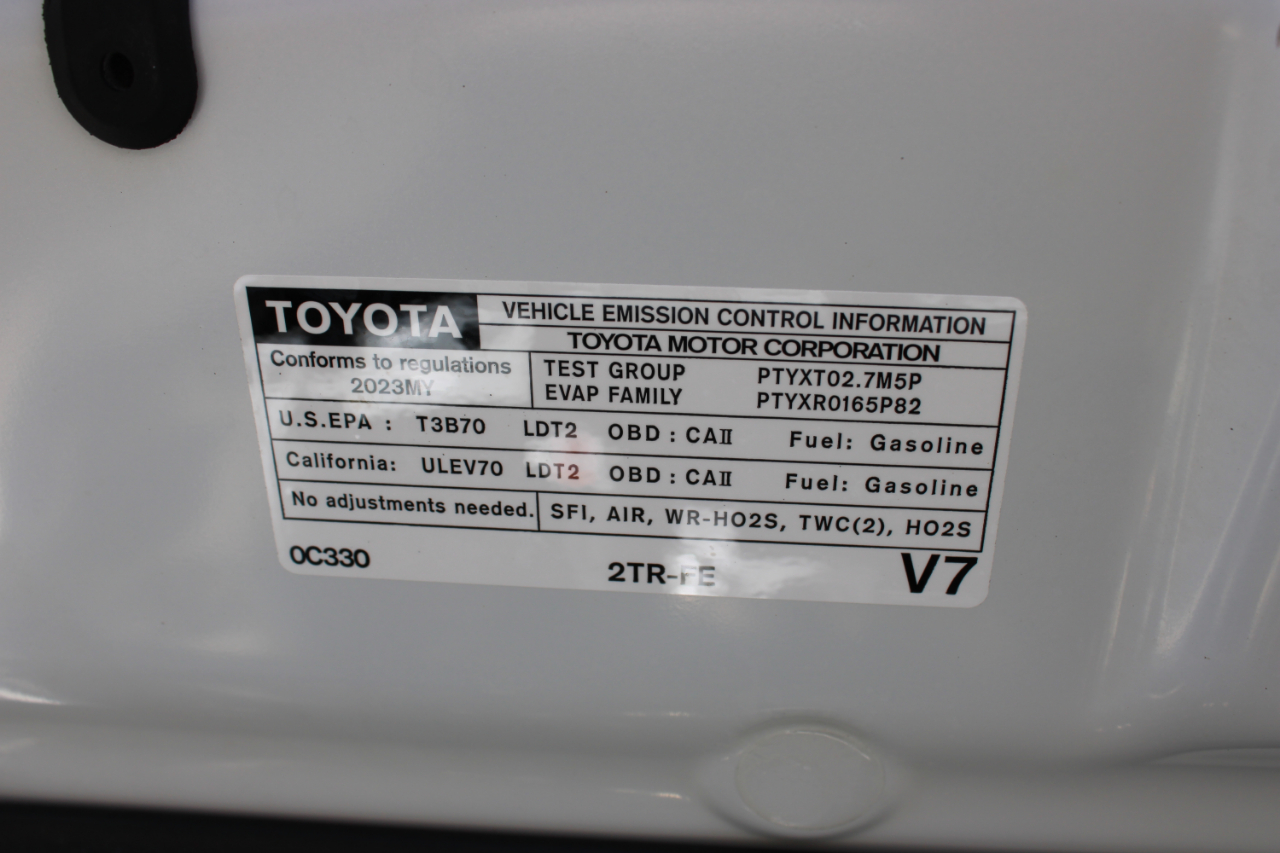 TOYOTA VEHICLE EMISSION CONTROL INFORMATION
TOYOTA MOTOR CORPORATION
Conforms to regulations
2023MY
TEST GROUP PTYXT02.7M5P
EVAP FAMILY PTYXR0165P82
U.S.EPA : T3B70 LDT2 OBD : CAⅡ Fuel: Gasoline
California: ULEV70 LDT2 OBD : CAⅡ Fuel: Gasoline
No adjustments needed. SFI, AIR, WR-HO2S, TWC(2), HO2S
0C330 2TR-FE V7